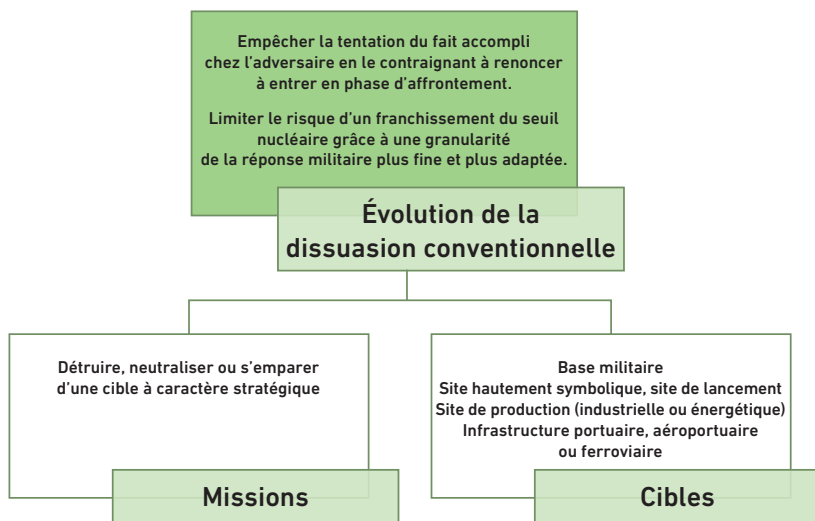 Empêcher la tentation du fait accompli
chez l’adversaire en le contraignant à renoncer
à entrer en phase d’affrontement.
Limiter le risque d’un franchissement du seuil
nucléaire grâce à une granularité
de la réponse militaire plus fine et plus adaptée.
Évolution de la
dissuasion conventionnelle
Détruire, neutraliser ou s’emparer
d’une cible à caractère stratégique
Missions
Base militaire
Site hautement symbolique, site de lancement
Site de production (industrielle ou énergétique)
Infrastructure portuaire, aéroportuaire
ou ferroviaire
Cibles